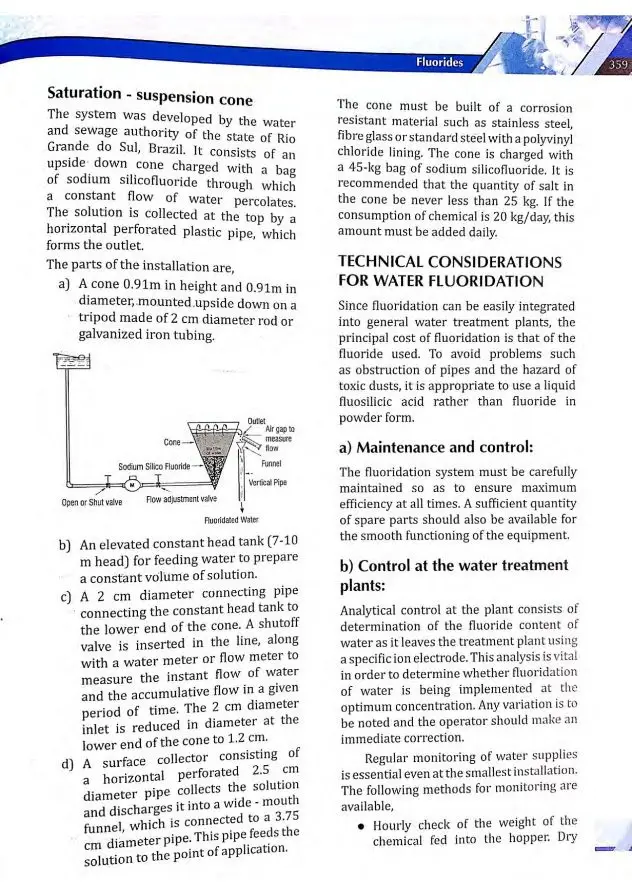 Fluorides
359
Saturation - suspension cone
The system was developed by the water
and sewage authority of the state of Rio
Grande do Sul, Brazil. It consists of an
upside down cone charged with a bag
of sodium silicofluoride through which
a constant flow of water percolates.
The solution is collected at the top by a
horizontal perforated plastic pipe, which
forms the outlet.
The parts of the installation are,
a) A cone 0.91m in height and 0.91m in
diameter, mounted upside down on a
tripod made of 2 cm diameter rod or
galvanized iron tubing.
Outlet
Air gap to
measure
flow
Cone
Funnel
Sodium Silico Fluoride
Vertical Pipe
M
Open or Shut valve
Flow adjustment valve
Fluoridated Water
b) An elevated constant head tank (7-10
m head) for feeding water to prepare
a constant volume of solution.
c) A 2 cm diameter connecting pipe
connecting the constant head tank to
the lower end of the cone. A shutoff
valve is inserted in the line, along
with a water meter or flow meter to
measure the instant flow of water
and the accumulative flow in a given
period of time. The 2 cm diameter
inlet is reduced in diameter at the
lower end of the cone to 1.2 cm.
d) A surface collector consisting of
a horizontal perforated 2.5 cm
diameter pipe collects the solution
and discharges it into a wide - mouth
funnel, which is connected to a 3.75
cm diameter pipe. This pipe feeds the
solution to the point of application.
The cone must be built of a corrosion
resistant material such as stainless steel,
fibre glass or standard steel with a polyvinyl
chloride lining. The cone is charged with
a 45-kg bag of sodium silicofluoride. It is
recommended that the quantity of salt in
the cone be never less than 25 kg. If the
consumption of chemical is 20 kg/day, this
amount must be added daily.
TECHNICAL CONSIDERATIONS
FOR WATER FLUORIDATION
Since fluoridation can be easily integrated
into general water treatment plants, the
principal cost of fluoridation is that of the
fluoride used. To avoid problems such
as obstruction of pipes and the hazard of
toxic dusts, it is appropriate to use a liquid
fluosilicic acid rather than fluoride in
powder form.
a) Maintenance and control:
The fluoridation system must be carefully
maintained so as to ensure maximum
efficiency at all times. A sufficient quantity
of spare parts should also be available for
the smooth functioning of the equipment.
b) Control at the water treatment
plants:
Analytical control at the plant consists of
determination of the fluoride content of
water as it leaves the treatment plant using
a specific ion electrode. This analysis is vital
in order to determine whether fluoridation
of water is being implemented at the
optimum concentration. Any variation is to
be noted and the operator should make an
immediate correction.
Regular monitoring of water supplies
is essential even at the smallest installation.
The following methods for monitoring are
available,
• Hourly check of the weight of the
chemical fed into the hopper. Dry